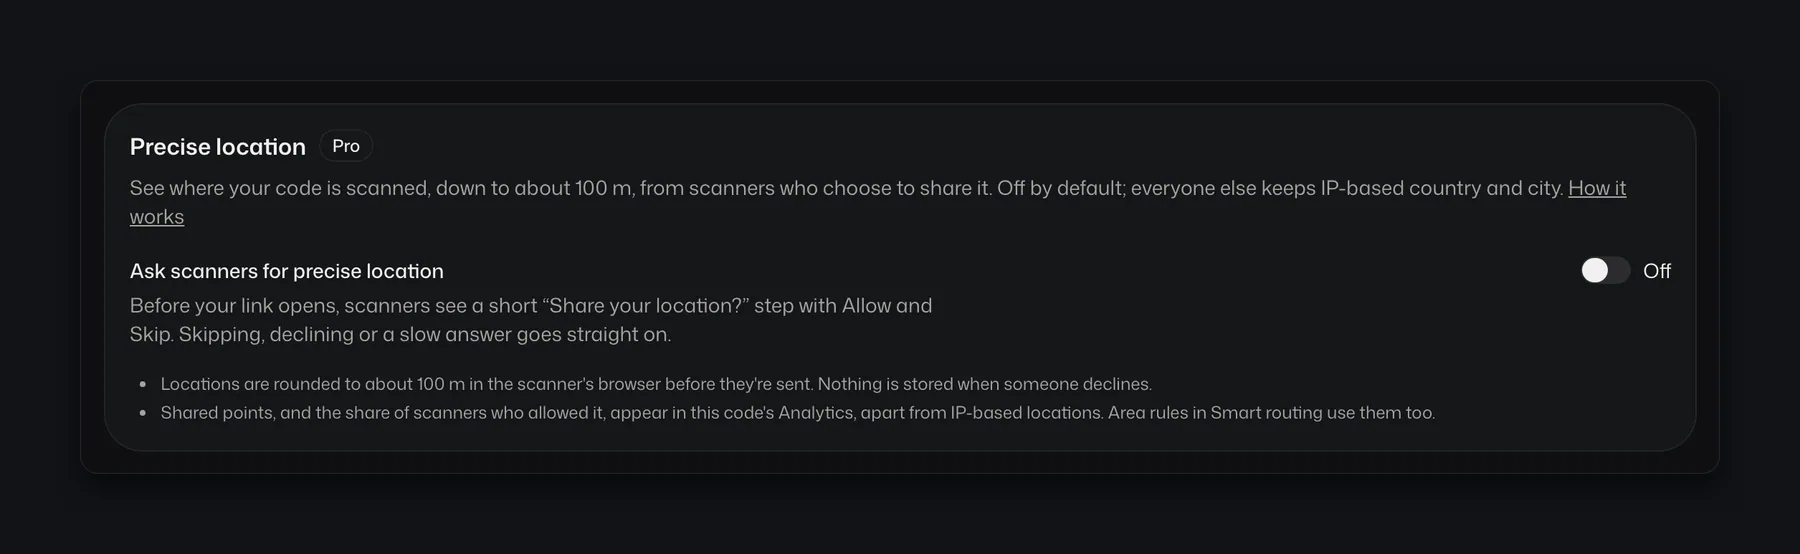 Precise location Pro
See where your code is scanned, down to about 100 m, from scanners who choose to share it. Off by default; everyone else keeps IP-based country and city. How it
works
Ask scanners for precise location
Off
Before your link opens, scanners see a short “Share your location?” step with Allow and
Skip. Skipping, declining or a slow answer goes straight on.
• Locations are rounded to about 100 m in the scanner's browser before they're sent. Nothing is stored when someone declines.
• Shared points, and the share of scanners who allowed it, appear in this code's Analytics, apart from IP-based locations. Area rules in Smart routing use them too.